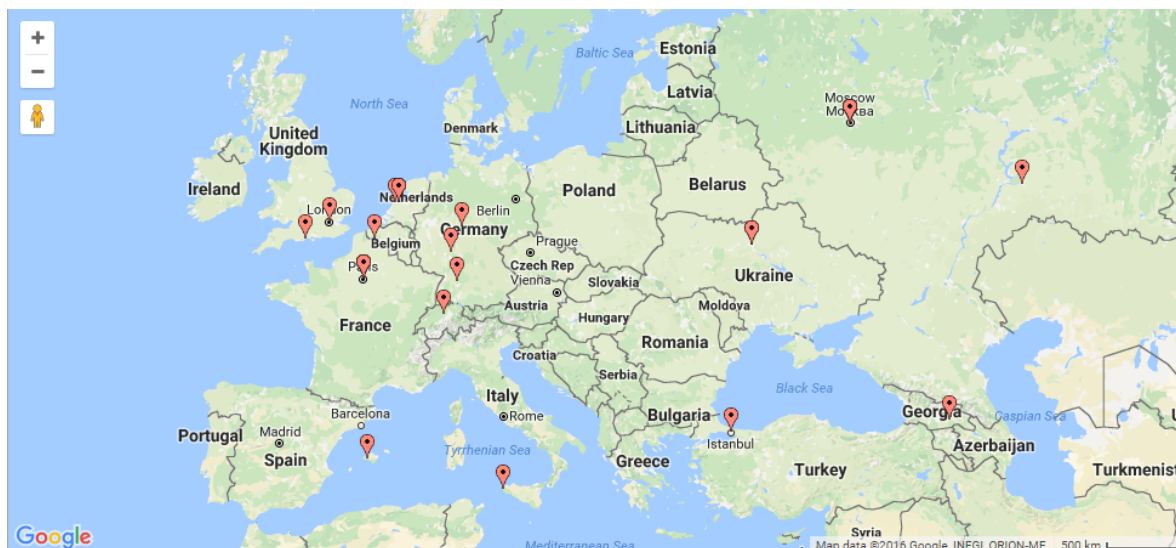 +
−
Baltic Sea
Estonia
Latvia
Lithuania
Moscow
Москва
North Sea
Denmark
United
Kingdom
Ireland
Netherlands
Poland
Belarus
London
Berlin
Germany
Belgium
Prague
Czech Rep
Ukraine
Paris
Vienna
Slovakia
Austria
Hungary
Moldova
France
Romania
Croatia
Serbia
Black Sea
Italy
Barcelona
Rome
Bulgaria
Georgia
Caspian Sea
Portugal
Madrid
Spain
Tyrrhenian Sea
Istanbul
Azerbaijan
Greece
Turkey
Turkmenist
Syria
Google
Mediterranean Sea
Map data ©2016 Google, INEGI, ORION-ME
500 km